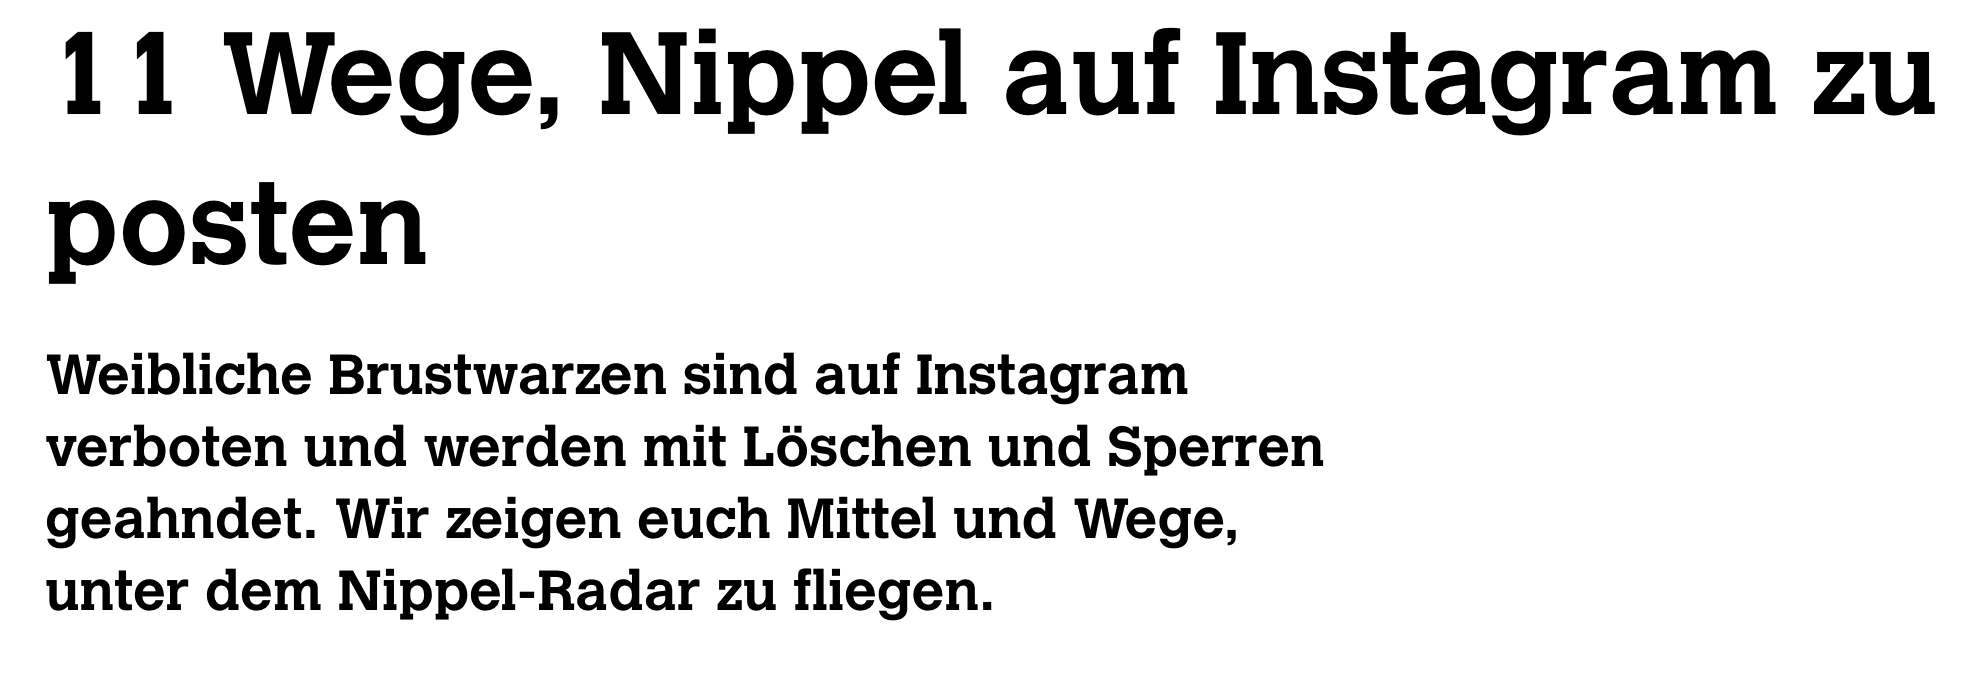 11 Wege, Nippel auf Instagram zu
posten
Weibliche Brustwarzen sind auf Instagram
verboten und werden mit Löschen und Sperren
geahndet. Wir zeigen euch Mittel und Wege,
unter dem Nippel-Radar zu fliegen.